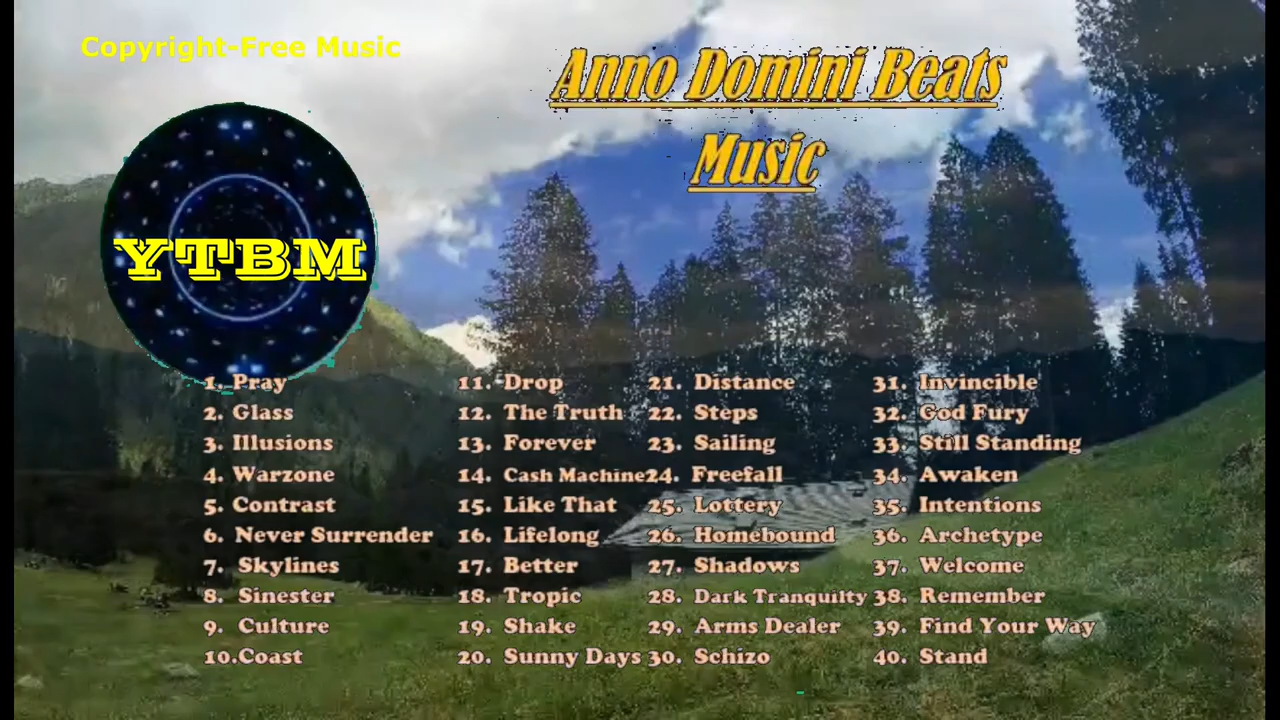 Copyright-Free Music
Anno Domini Beats
Music
YTBM
1. Pray
2. Glass
3. Illusions
4. Warzone
5. Contrast
6. Never Surrender
7. Skylines
8. Sinester
9. Culture
10.Coast
11. Drop
12. The Truth
13. Forever
14. Cash Machine
15. Like That
16. Lifelong
17. Better
18. Tropic
19. Shake
20. Sunny Days
21. Distance
22. Steps
23. Sailing
24. Freefall
25. Lottery
26. Homebound
27. Shadows
28. Dark Tranquilty
29. Arms Dealer
30. Schizo
31. Invincible
32. God Fury
33. Still Standing
34. Awaken
35. Intentions
36. Archetype
37. Welcome
38. Remember
39. Find Your Way
40. Stand